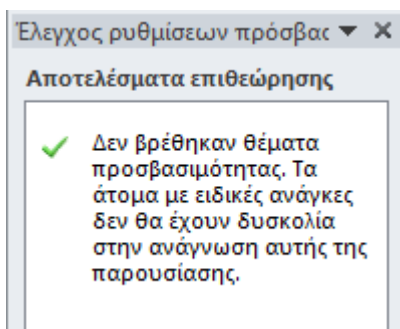 Έλεγχος ρυθμίσεων πρόσβας
Αποτελέσματα επιθεώρησης
Δεν βρέθηκαν θέματα
προσβασιμότητας. Τα
άτομα με ειδικές ανάγκες
δεν θα έχουν δυσκολία
στην ανάγνωση αυτής της
παρουσίασης.